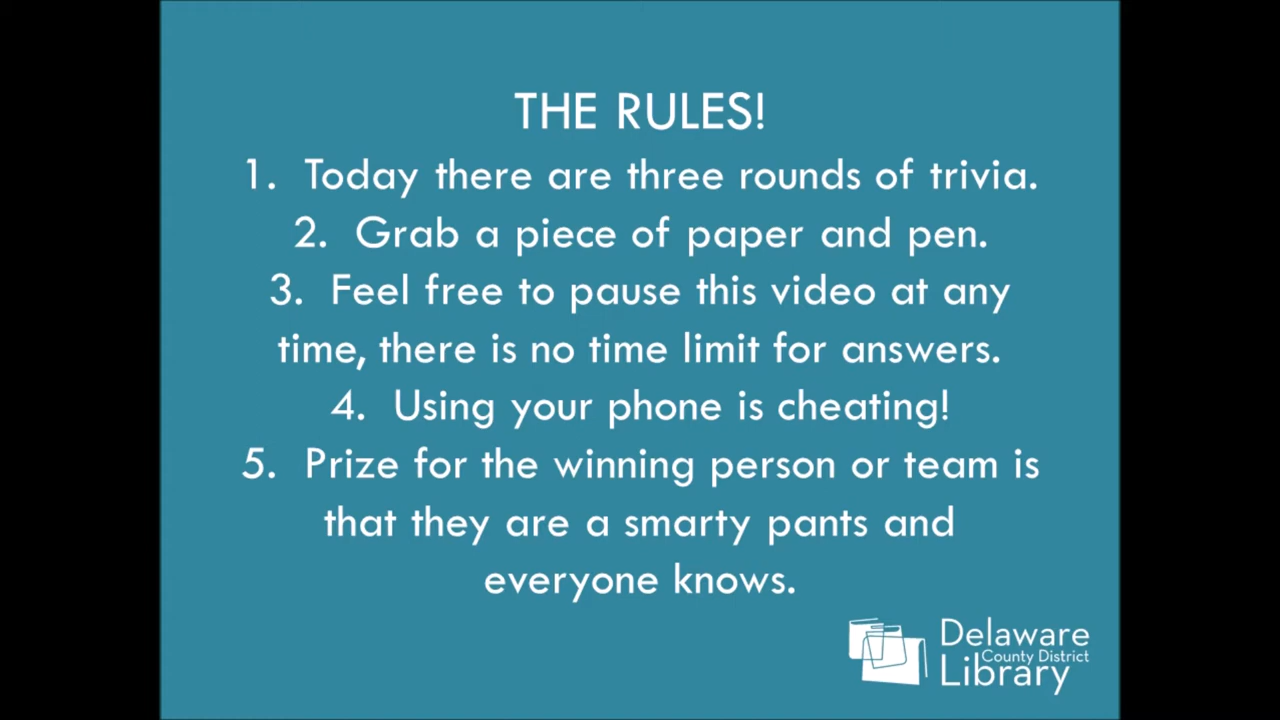 THE RULES!
1. Today there are three rounds of trivia.
2. Grab a piece of paper and pen.
3. Feel free to pause this video at any
time, there is no time limit for answers.
4. Using your phone is cheating!
5. Prize for the winning person or team is
that they are a smarty pants and
everyone knows.
Delaware
County District
Library